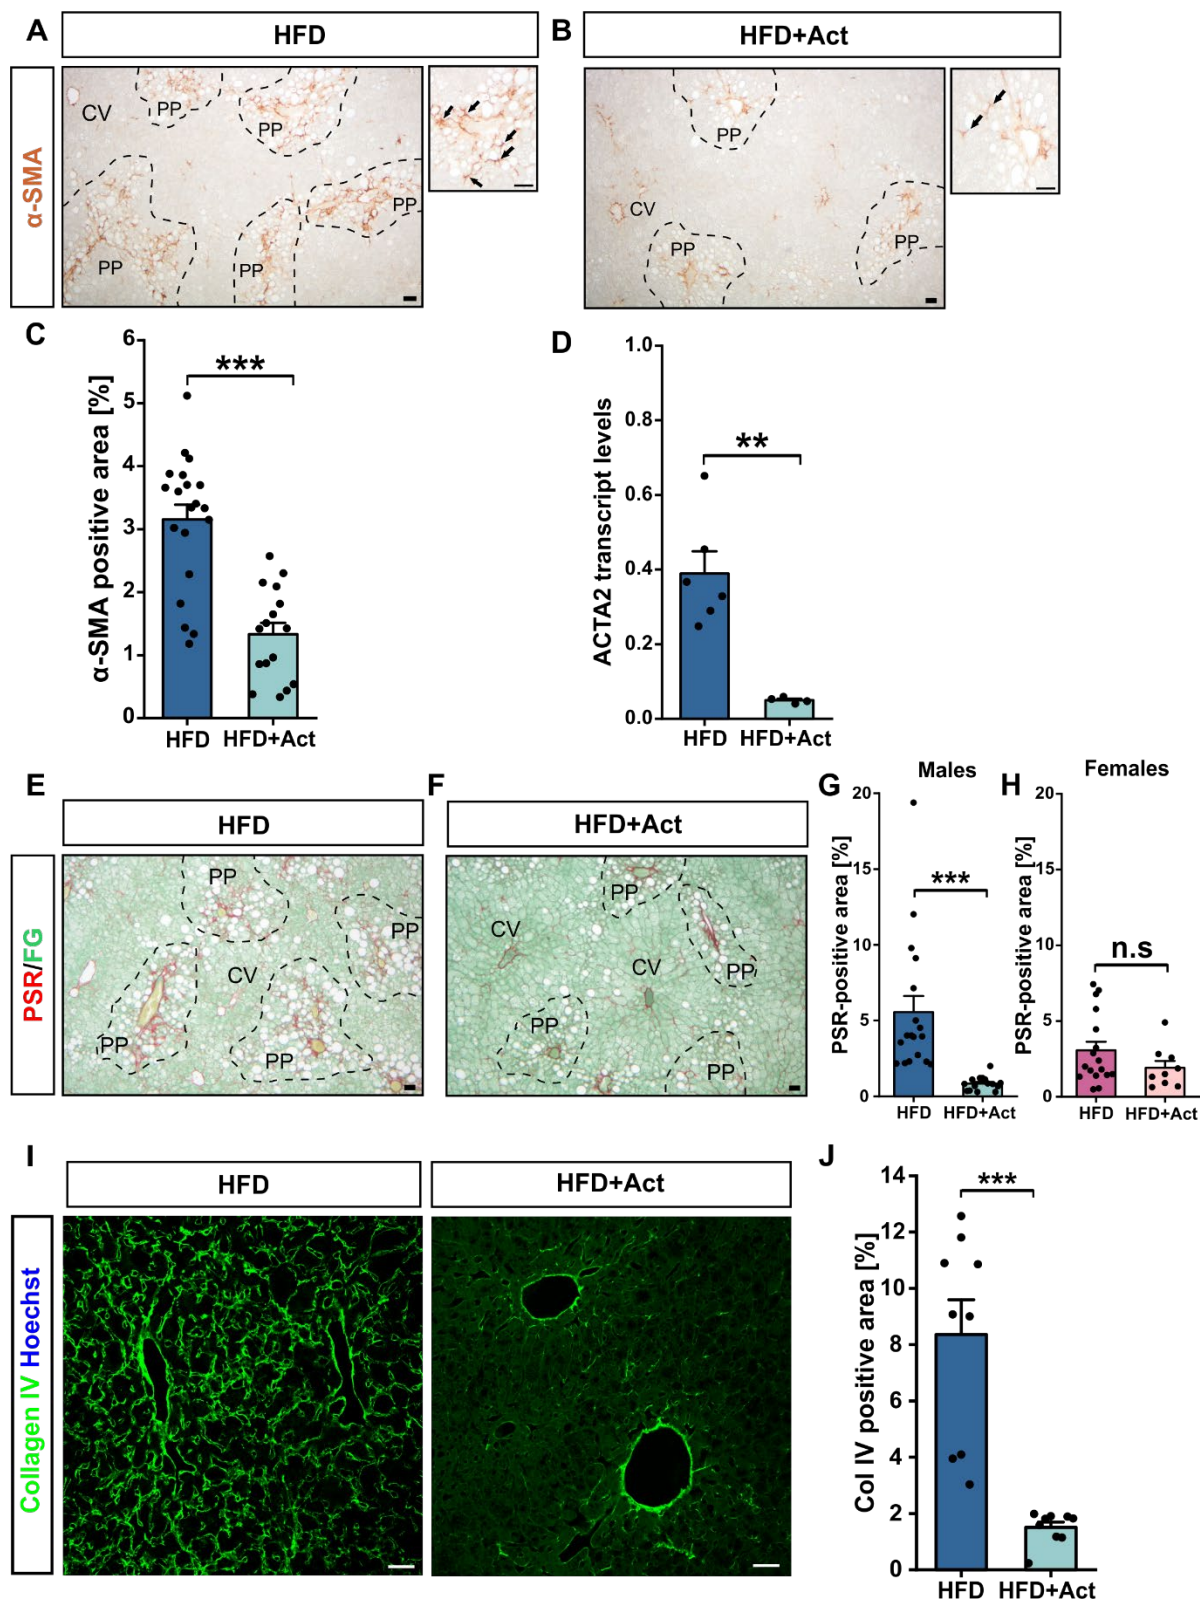 A
HFD
B
HFD+Act
α-SMA
CV
PP
PP
PP
PP
PP
PP
CV
PP
PP
C
α-SMA positive area [%]
6
5
4
3
2
1
0
***
HFD
HFD+Act
D
ACTA2 transcript levels
1.0
0.8
0.6
0.4
0.2
0.0
**
HFD
HFD+Act
E
HFD
F
HFD+Act
PSR/FG
PP
PP
CV
PP
PP
PP
CV
CV
PP
PP
PP
G
Males
PSR-positive area [%]
20
15
10
5
0
***
HFD
HFD+Act
H
Females
PSR-positive area [%]
20
15
10
5
0
n.s
HFD
HFD+Act
I
HFD
HFD+Act
Collagen IV Hoechst
J
Col IV positive area [%]
14
12
10
8
6
4
2
0
***
HFD
HFD+Act